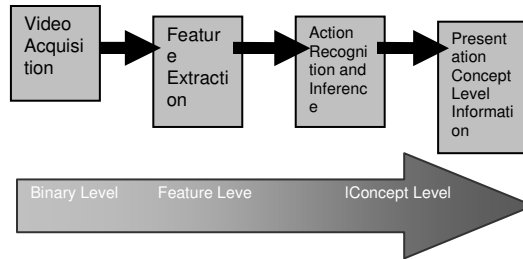 Video
Acquisi
tion
Featur
e
Extracti
on
Action
Recogni
tion and
Inferenc
e
Present
ation
Concept
Level
Informati
on
Binary Level
Feature Leve
lConcept Level